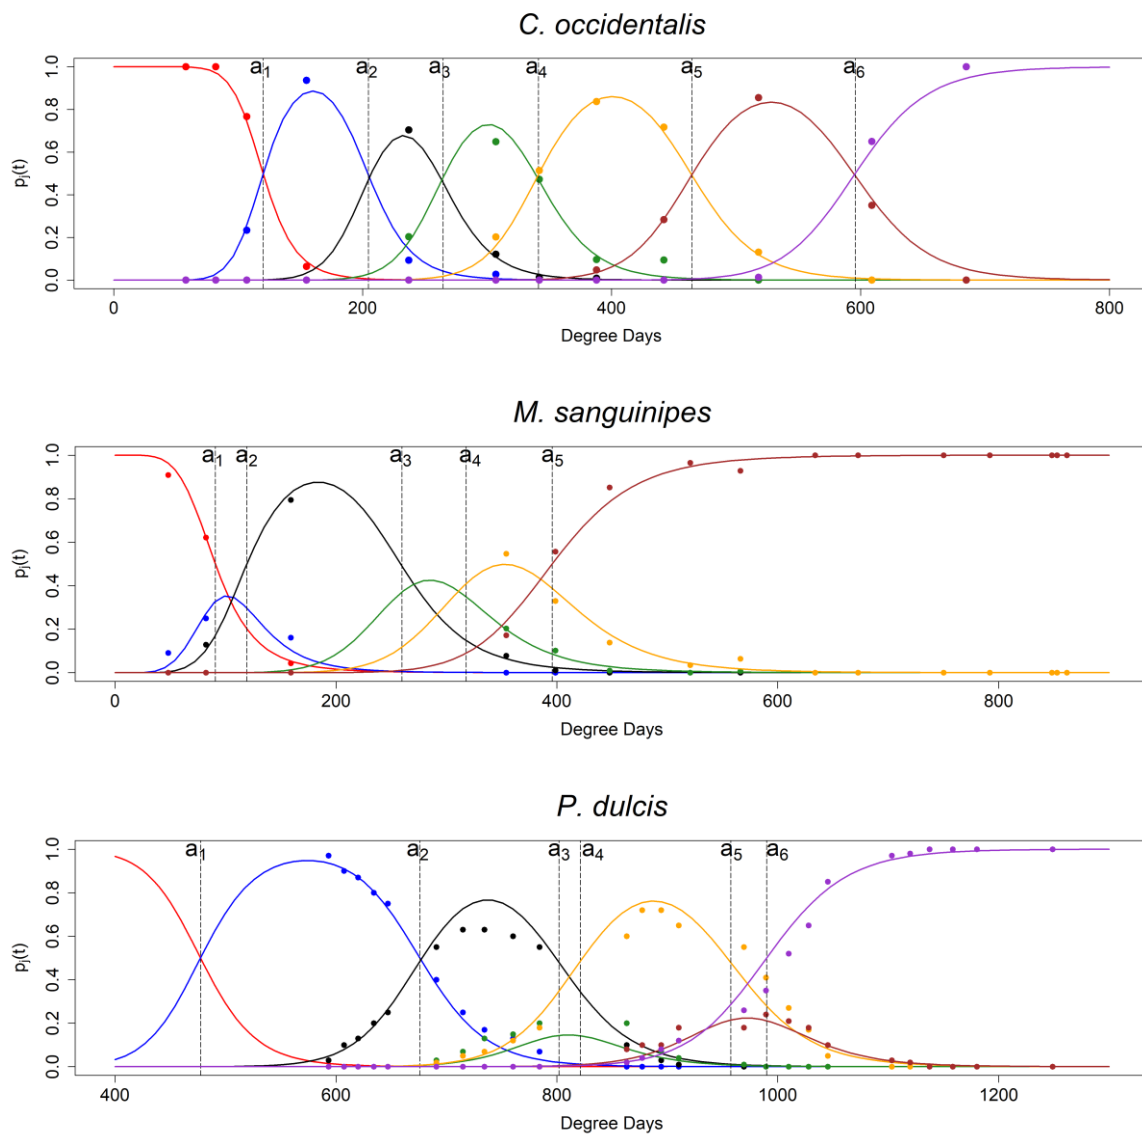 C. occidentalis
a1 a2 a3 a4 a5 a6
pj(t)
0.0 0.2 0.4 0.6 0.8 1.0
0 200 400 600 800
Degree Days
M. sanguinipes
a1 a2 a3 a4 a5
pj(t)
0.0 0.2 0.4 0.6 0.8 1.0
0 200 400 600 800
Degree Days
P. dulcis
a1 a2 a3 a4 a5 a6
pj(t)
0.0 0.2 0.4 0.6 0.8 1.0
400 600 800 1000 1200
Degree Days